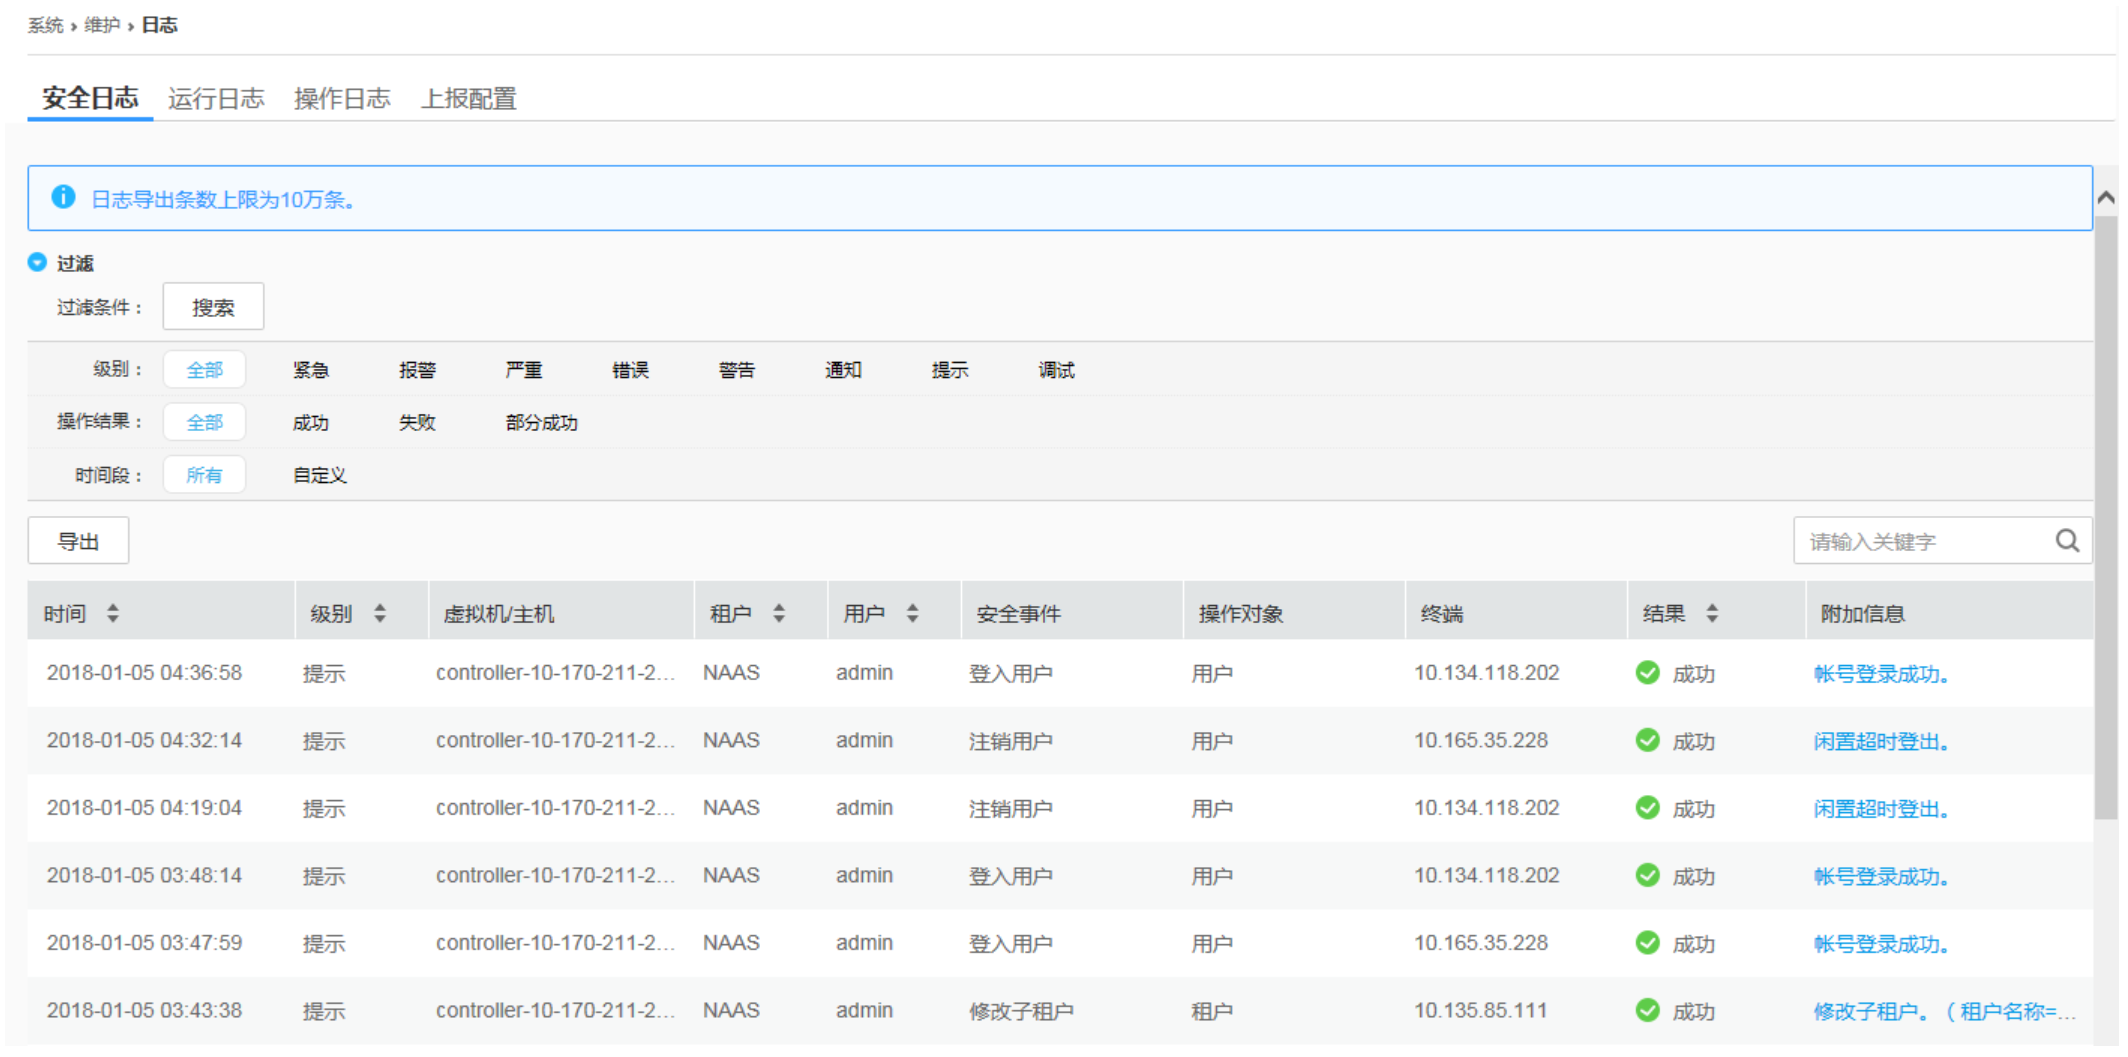 系统 › 维护 › 日志
安全日志 运行日志 操作日志 上报配置
日志导出条数上限为10万条。
过滤
过滤条件： 搜索
级别： 全部 紧急 报警 严重 错误 警告 通知 提示 调试
操作结果： 全部 成功 失败 部分成功
时间段： 所有 自定义
导出 请输入关键字
时间 级别 虚拟机/主机 租户 用户 安全事件 操作对象 终端 结果 附加信息
2018-01-05 04:36:58 提示 controller-10-170-211-2... NAAS admin 登入用户 用户 10.134.118.202 成功 帐号登录成功。
2018-01-05 04:32:14 提示 controller-10-170-211-2... NAAS admin 注销用户 用户 10.165.35.228 成功 闲置超时登出。
2018-01-05 04:19:04 提示 controller-10-170-211-2... NAAS admin 注销用户 用户 10.134.118.202 成功 闲置超时登出。
2018-01-05 03:48:14 提示 controller-10-170-211-2... NAAS admin 登入用户 用户 10.134.118.202 成功 帐号登录成功。
2018-01-05 03:47:59 提示 controller-10-170-211-2... NAAS admin 登入用户 用户 10.165.35.228 成功 帐号登录成功。
2018-01-05 03:43:38 提示 controller-10-170-211-2... NAAS admin 修改子租户 租户 10.135.85.111 成功 修改子租户。（租户名称=...